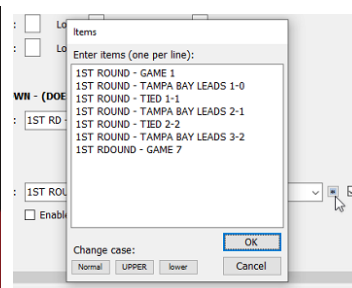 : Lo
Items
: Lo
Enter items (one per line):
1ST ROUND - GAME 1
1ST ROUND - TAMPA BAY LEADS 1-0
1ST ROUND - TIED 1-1
1ST ROUND - TAMPA BAY LEADS 2-1
1ST ROUND - TIED 2-2
1ST ROUND - TAMPA BAY LEADS 3-2
1ST RDOUND - GAME 7
WN - (DOE
: 1ST RD -
: 1ST ROU
Enable
Change case:
OK
Normal UPPER lower
Cancel